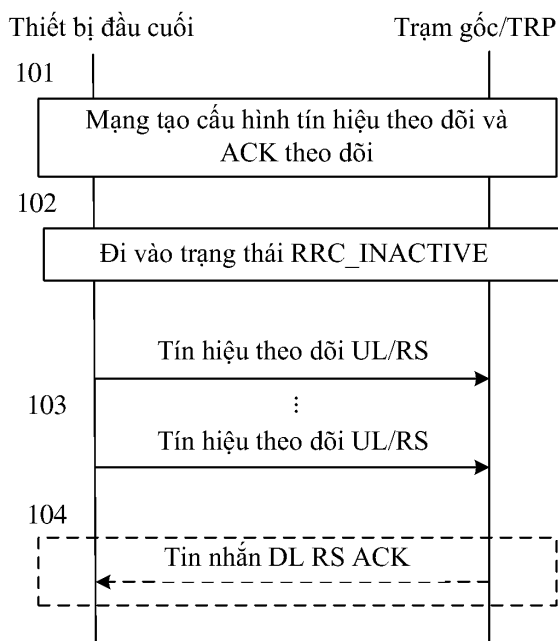 Thiết bị đầu cuối
Trạm gốc/TRP
101
Mạng tạo cấu hình tín hiệu theo dõi và
ACK theo dõi
102
Đi vào trạng thái RRC_INACTIVE
Tín hiệu theo dõi UL/RS
103
⋮
Tín hiệu theo dõi UL/RS
104
Tin nhắn DL RS ACK